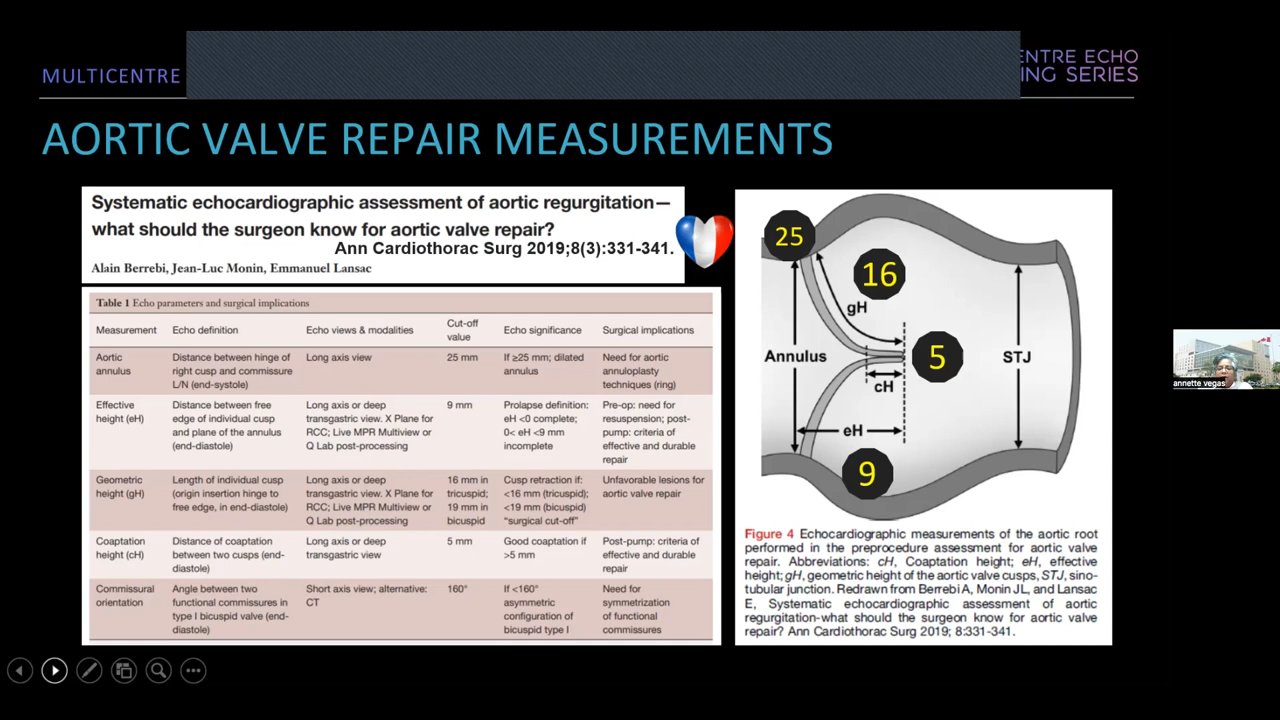 MULTICENTRE
ENTRE ECHO
ING SERIES
AORTIC VALVE REPAIR MEASUREMENTS
Systematic echocardiographic assessment of aortic regurgitation—
what should the surgeon know for aortic valve repair?
Ann Cardiothorac Surg 2019;8(3):331-341.
Alain Berrebi, Jean-Luc Monin, Emmanuel Lansac
Table 1 Echo parameters and surgical implications
Measurement Echo definition Echo views & modalities Cut-off value Echo significance Surgical implications
Aortic annulus Distance between hinge of right cusp and commissure L/N (end-systole) Long axis view 25 mm If ≥25 mm; dilated annulus Need for aortic annuloplasty techniques (ring)
Effective height (eH) Distance between free edge of individual cusp and plane of the annulus (end-diastole) Long axis or deep transgastric view. X Plane for RCC; Live MPR Multiview or Q Lab post-processing 9 mm Prolapse definition: eH <0 complete; 0< eH <9 mm incomplete Pre-op: need for resuspension; post-pump: criteria of effective and durable repair
Geometric height (gH) Length of individual cusp (origin insertion hinge to free edge, in end-diastole) Long axis or deep transgastric view. X Plane for RCC; Live MPR Multiview or Q Lab post-processing 16 mm in tricuspid; 19 mm in bicuspid Cusp retraction if: <16 mm (tricuspid); <19 mm (bicuspid) "surgical cut-off" Unfavorable lesions for aortic valve repair
Coaptation height (cH) Distance of coaptation between two cusps (end-diastole) Long axis or deep transgastric view 5 mm Good coaptation if >5 mm Post-pump: criteria of effective and durable repair
Commissural orientation Angle between two functional commissures in type I bicuspid valve (end-diastole) Short axis view; alternative: CT 160° If <160° asymmetric configuration of bicuspid type I Need for symmetrization of functional commissures
25
16
gH
Annulus
5
STJ
cH
eH
9
Figure 4 Echocardiographic measurements of the aortic root
performed in the preprocedure assessment for aortic valve
repair. Abbreviations: cH, Coaptation height; eH, effective
height; gH, geometric height of the aortic valve cusps, STJ, sino-
tubular junction. Redrawn from Berrebi A, Monin JL, and Lansac
E, Systematic echocardiographic assessment of aortic
regurgitation-what should the surgeon know for aortic valve
repair? Ann Cardiothorac Surg 2019; 8:331-341.
annette vegas